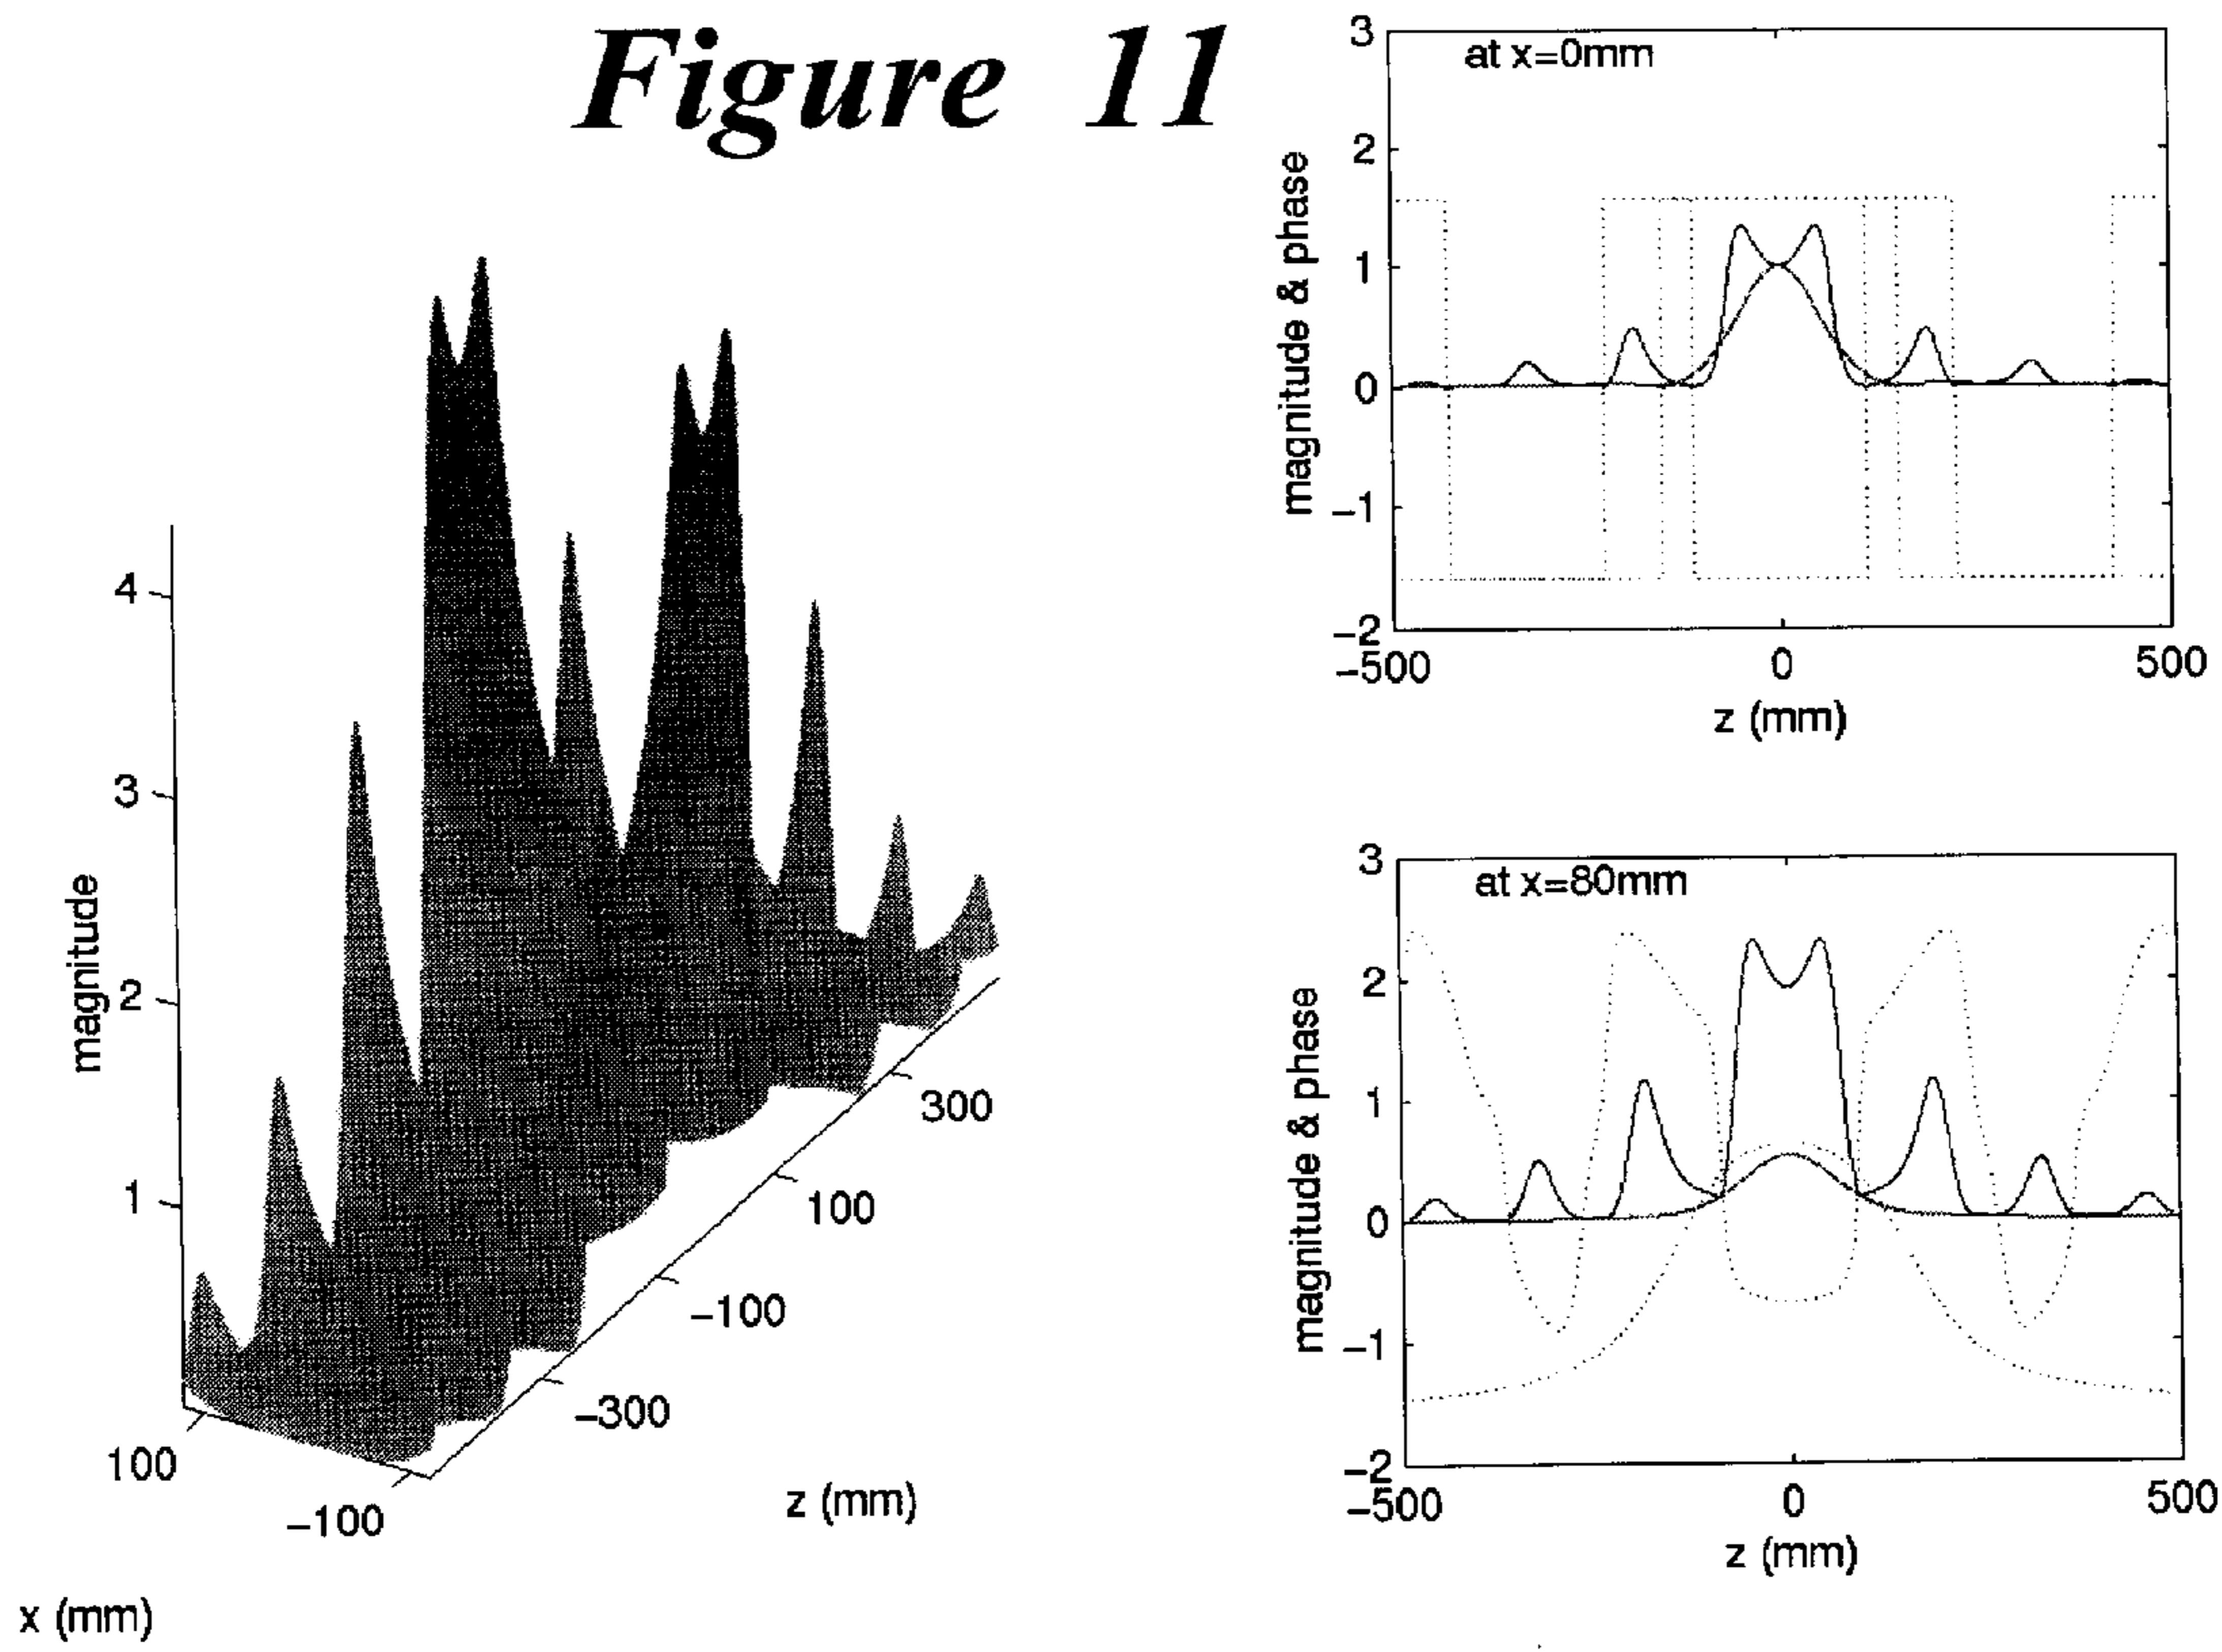 Figure 11
magnitude
4
3
2
1
100
-100
x (mm)
-300
-100
100
300
z (mm)
at x=0mm
magnitude & phase
3
2
1
0
-1
-2
-500
0
500
z (mm)
at x=80mm
magnitude & phase
3
2
1
0
-1
-2
-500
0
500
z (mm)